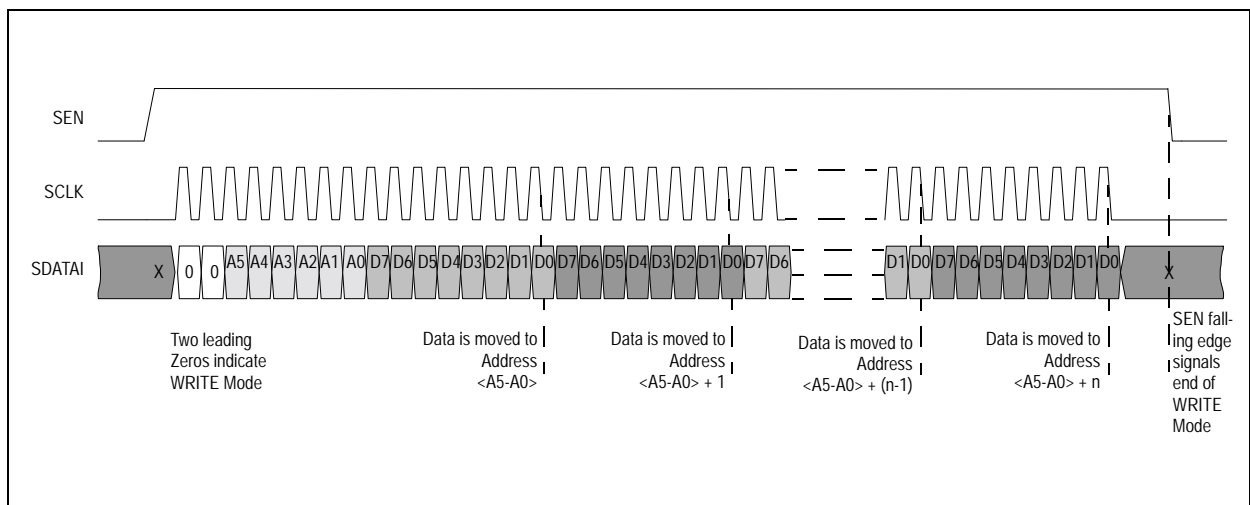 SEN
SCLK
SDATAI
X 0 0 A5 A4 A3 A2 A1 A0 D7 D6 D5 D4 D3 D2 D1 D0 D7 D6 D5 D4 D3 D2 D1 D0 D7 D6 D1 D0 D7 D6 D5 D4 D3 D2 D1 D0 X
Two leading
Zeros indicate
WRITE Mode
Data is moved to
Address
<A5-A0>
Data is moved to
Address
<A5-A0> + 1
Data is moved to
Address
<A5-A0> + (n-1)
Data is moved to
Address
<A5-A0> + n
SEN fall-
ing edge
signals
end of
WRITE
Mode